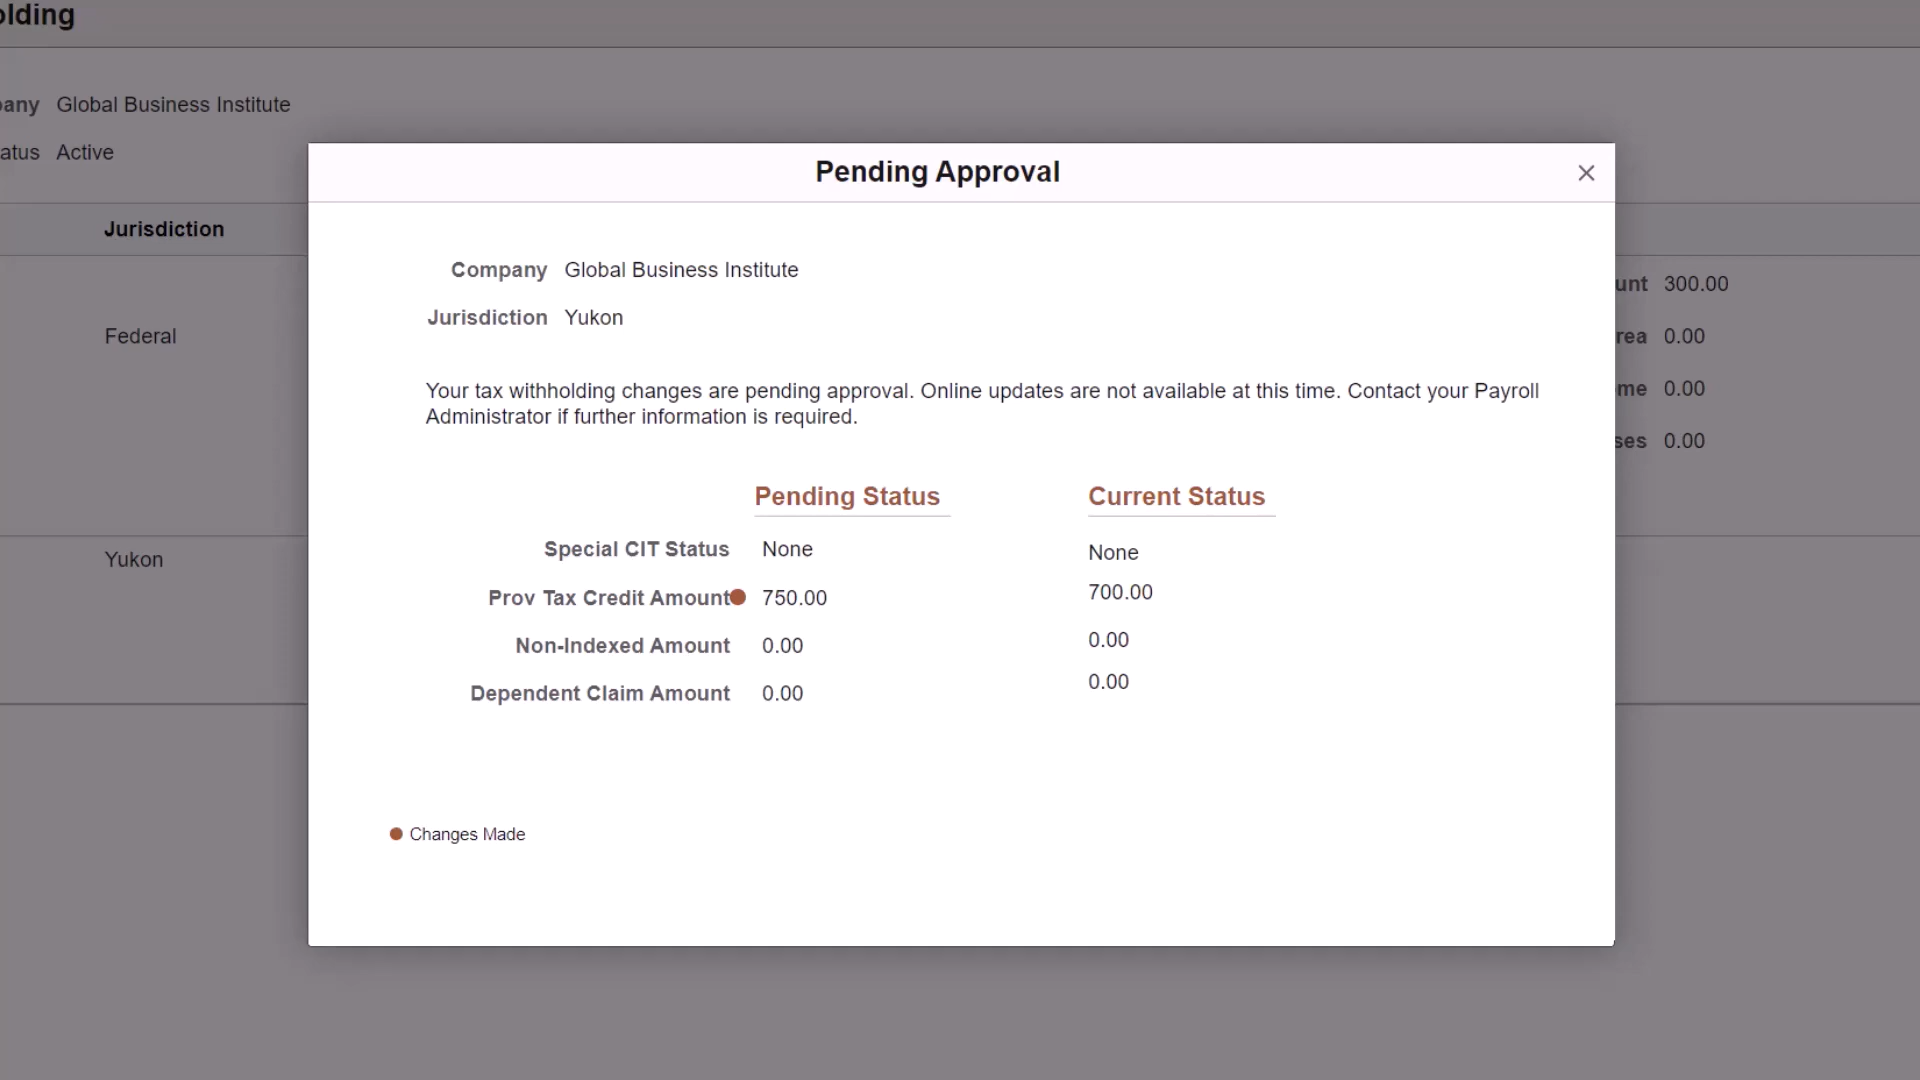 olding
pany Global Business Institute
atus Active
Jurisdiction
Federal
Yukon
Pending Approval
Company Global Business Institute
Jurisdiction Yukon
Your tax withholding changes are pending approval. Online updates are not available at this time. Contact your Payroll
Administrator if further information is required.
Pending Status Current Status
Special CIT Status None None
Prov Tax Credit Amount 750.00 700.00
Non-Indexed Amount 0.00 0.00
Dependent Claim Amount 0.00 0.00
Changes Made
unt 300.00
rea 0.00
me 0.00
ses 0.00